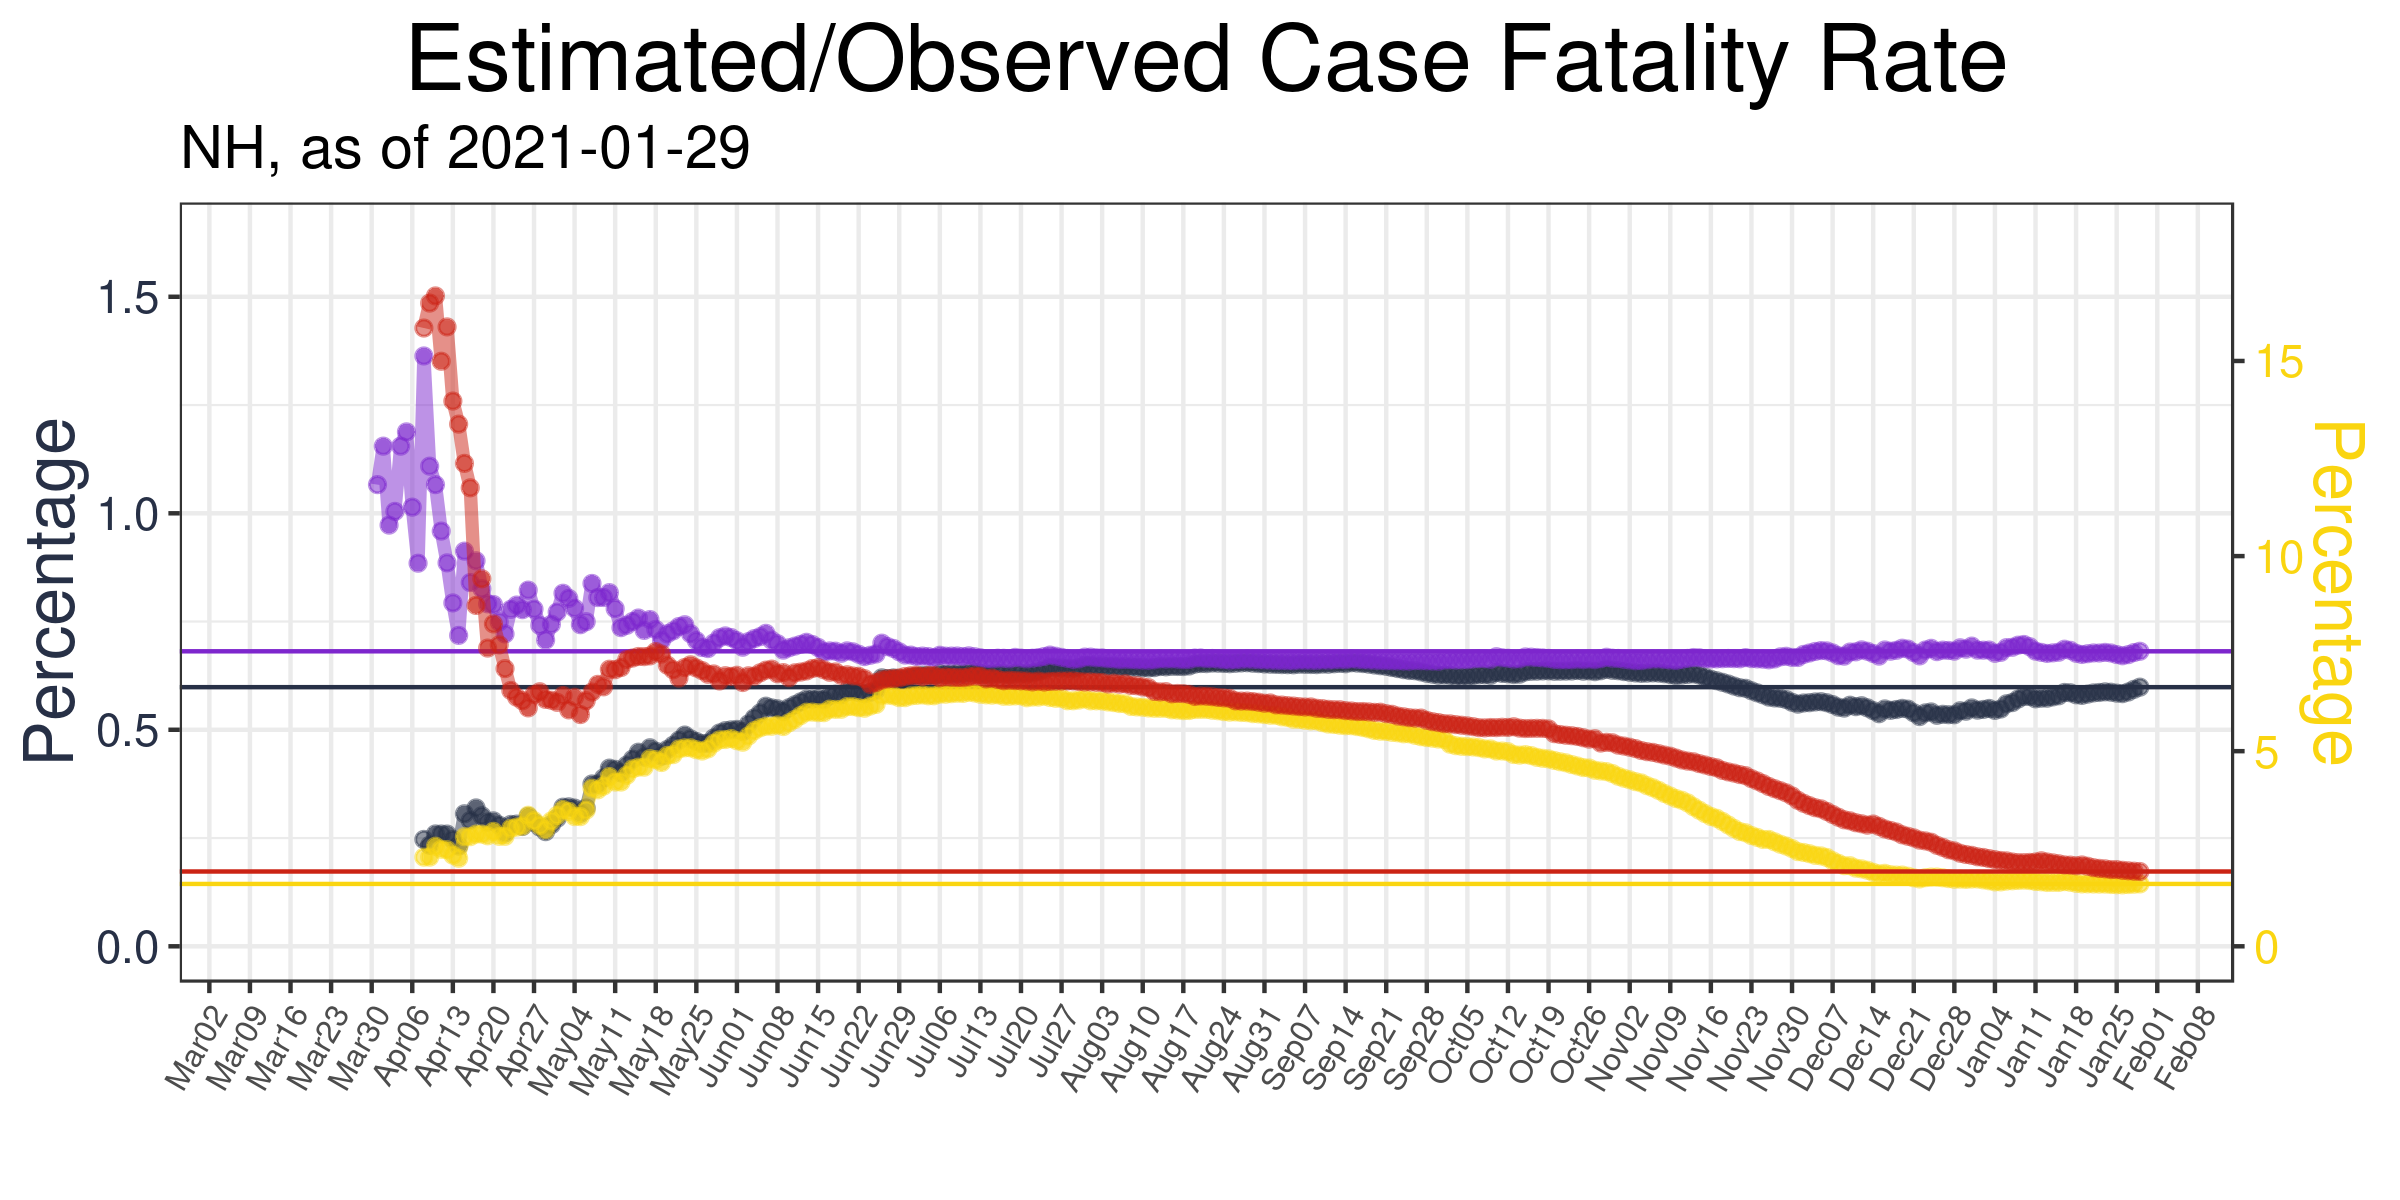 Estimated/Observed Case Fatality Rate
NH, as of 2021-01-29
Percentage
1.5
1.0
0.5
0.0
15
10
5
0
Percentage
Mar02
Mar09
Mar16
Mar23
Mar30
Apr06
Apr13
Apr20
Apr27
May04
May11
May18
May25
Jun01
Jun08
Jun15
Jun22
Jun29
Jul06
Jul13
Jul20
Jul27
Aug03
Aug10
Aug17
Aug24
Aug31
Sep07
Sep14
Sep21
Sep28
Oct05
Oct12
Oct19
Oct26
Nov02
Nov09
Nov16
Nov23
Nov30
Dec07
Dec14
Dec21
Dec28
Jan04
Jan11
Jan18
Jan25
Feb01
Feb08